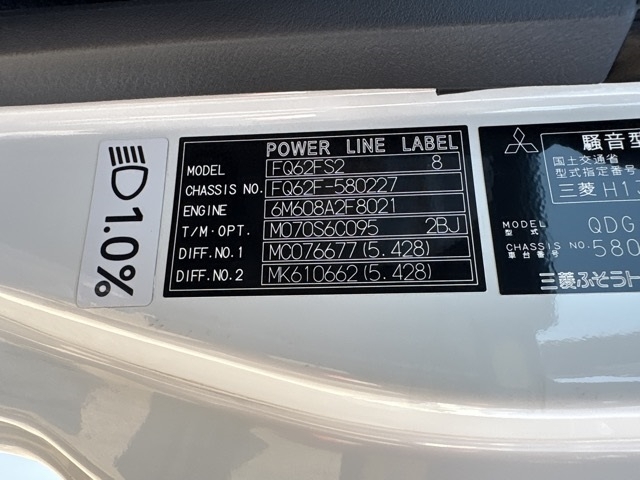 1.0%
POWER LINE LABEL
MODEL FQ62FS2 8
CHASSIS NO. FQ62F-580227
ENGINE 6M608A2F8021
T/M·OPT. M070S6C095 2BJ
DIFF.NO.1 MC076677(5.428)
DIFF.NO.2 MK610662(5.428)
騒音型
国土交通省
型式指定番号
三菱 H1
MODEL 型式 QDG
CHASSIS NO. 車台番号 580
三菱ふそうト